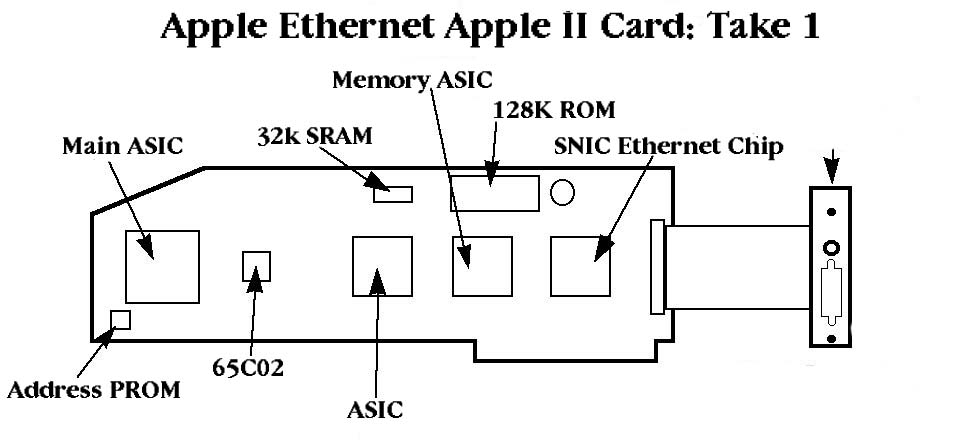 Apple Ethernet Apple II Card: Take 1
Memory ASIC
128K ROM
32k SRAM
Main ASIC
SNIC Ethernet Chip
65C02
Address PROM
ASIC